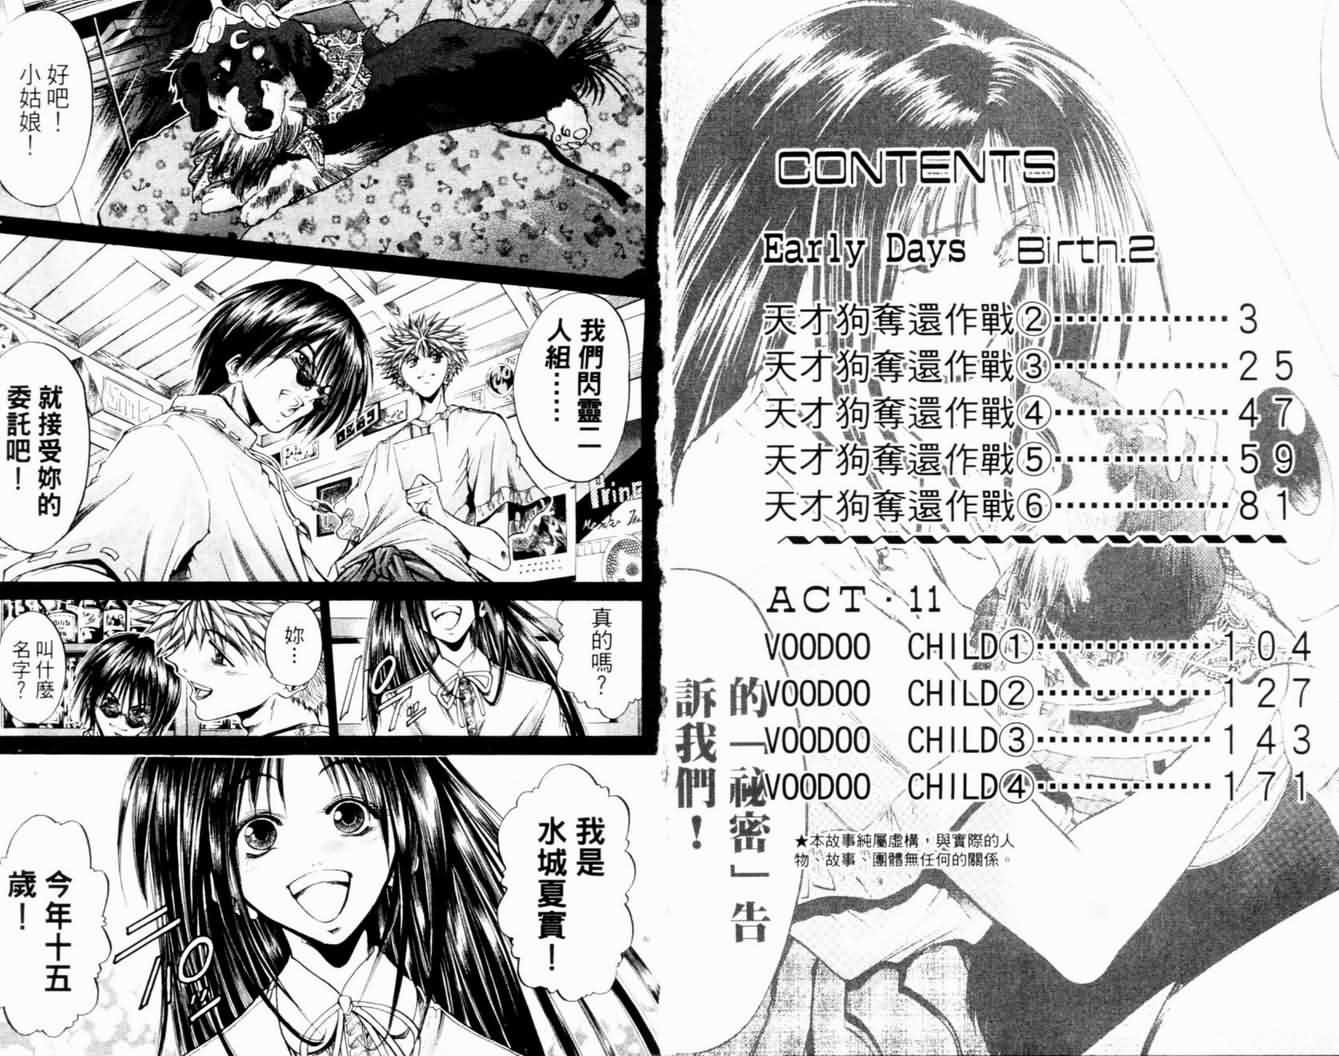 CONTENTS
Early Days Birth.2
天才狗奪還作戰②⋯⋯⋯⋯⋯⋯3
天才狗奪還作戰③⋯⋯⋯⋯⋯⋯25
天才狗奪還作戰④⋯⋯⋯⋯⋯⋯47
天才狗奪還作戰⑤⋯⋯⋯⋯⋯⋯59
天才狗奪還作戰⑥⋯⋯⋯⋯⋯⋯81
ACT・11
VOODOO CHILD①⋯⋯⋯⋯⋯⋯104
VOODOO CHILD②⋯⋯⋯⋯⋯⋯127
VOODOO CHILD③⋯⋯⋯⋯⋯⋯143
VOODOO CHILD④⋯⋯⋯⋯⋯⋯171
★本故事純屬虛構，與實際的人
物、故事、團體無任何的關係。
的「祕密」告
訴我們！
好吧！
小姑娘！
我們閃靈二
人組……
就接受妳的
委託吧！
真的嗎？
妳…
叫什麼
名字？
我是
水城夏實！
今年十五
歲！